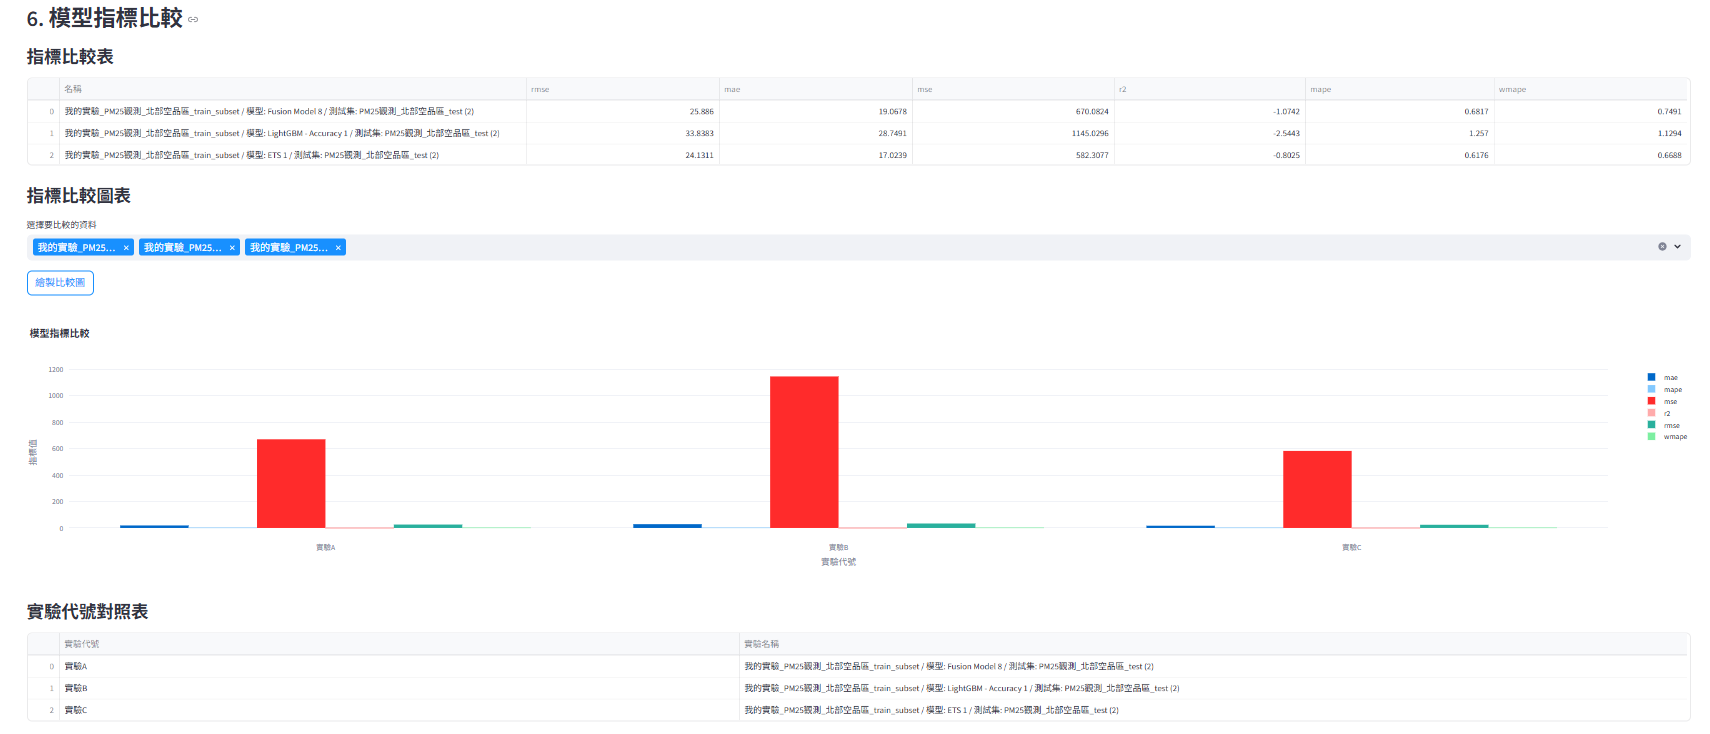 6. 模型指標比較
指標比較表
名稱 rmse mae mse r2 mape wmape
0 我的實驗_PM25觀測_北部空品區_train_subset / 模型: Fusion Model 8 / 測試集: PM25觀測_北部空品區_test (2) 25.886 19.0678 670.0824 -1.0742 0.6817 0.7491
1 我的實驗_PM25觀測_北部空品區_train_subset / 模型: LightGBM - Accuracy 1 / 測試集: PM25觀測_北部空品區_test (2) 33.8383 28.7491 1145.0296 -2.5443 1.257 1.1294
2 我的實驗_PM25觀測_北部空品區_train_subset / 模型: ETS 1 / 測試集: PM25觀測_北部空品區_test (2) 24.1311 17.0239 582.3077 -0.8025 0.6176 0.6688
指標比較圖表
選擇要比較的資料
我的實驗_PM25... × 我的實驗_PM25... × 我的實驗_PM25... ×
繪製比較圖
模型指標比較
1200
1000
800
600
400
200
0
指標值
實驗A 實驗B 實驗C
實驗代號
mae
mape
mse
r2
rmse
wmape
實驗代號對照表
實驗代號 實驗名稱
0 實驗A 我的實驗_PM25觀測_北部空品區_train_subset / 模型: Fusion Model 8 / 測試集: PM25觀測_北部空品區_test (2)
1 實驗B 我的實驗_PM25觀測_北部空品區_train_subset / 模型: LightGBM - Accuracy 1 / 測試集: PM25觀測_北部空品區_test (2)
2 實驗C 我的實驗_PM25觀測_北部空品區_train_subset / 模型: ETS 1 / 測試集: PM25觀測_北部空品區_test (2)